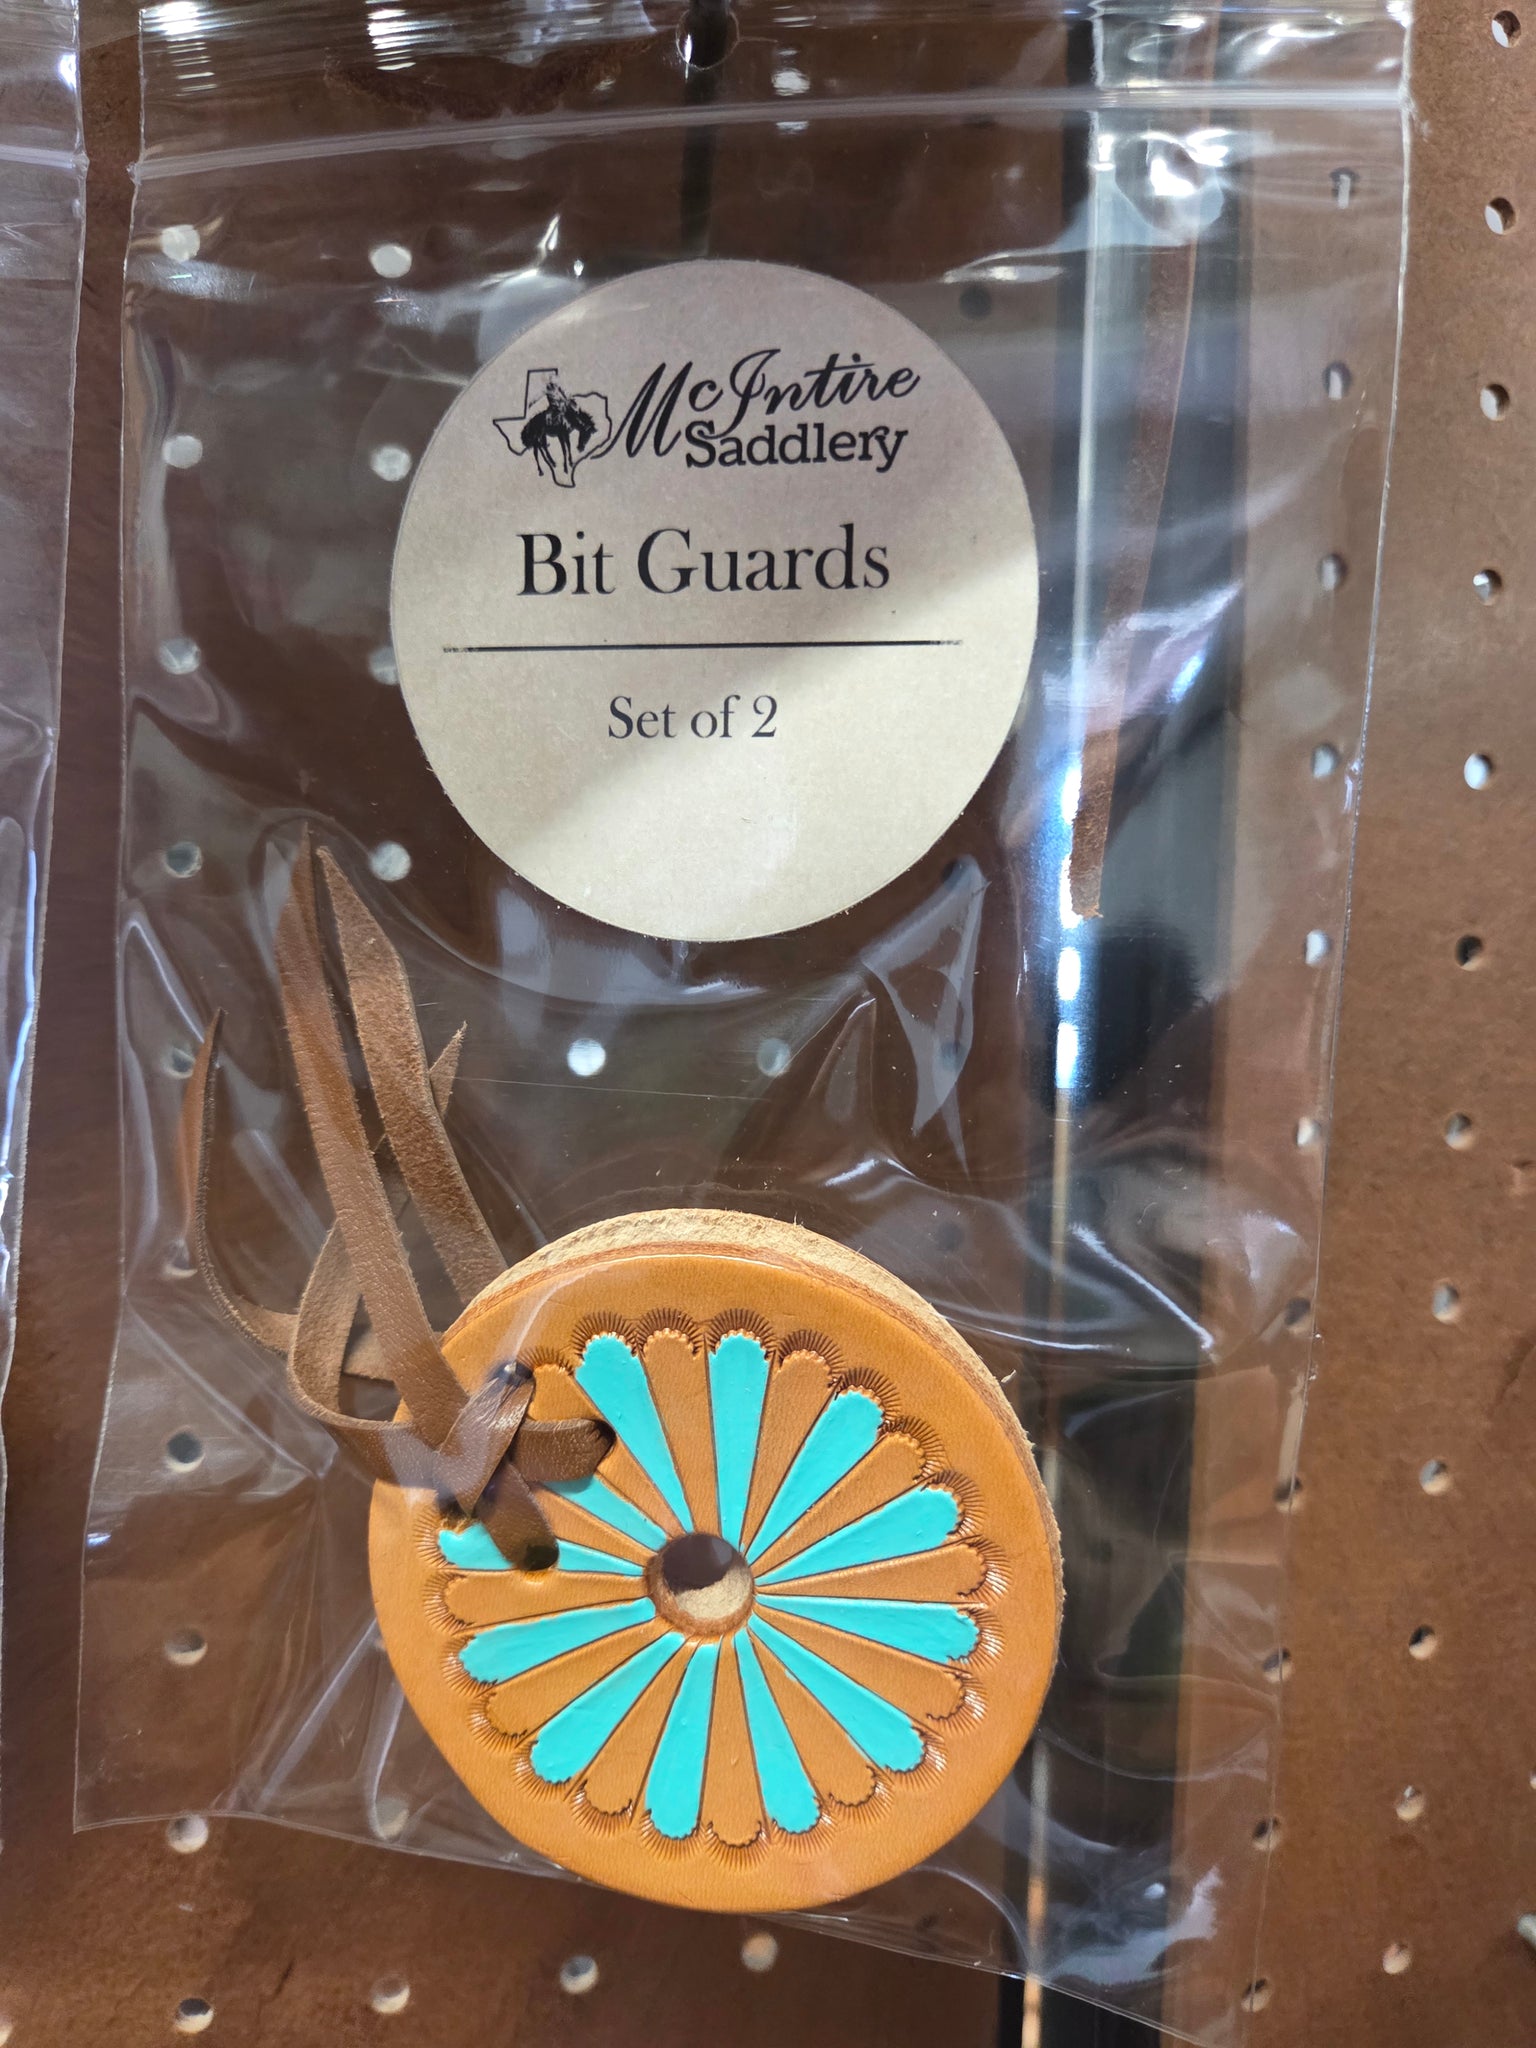 McIntire
Saddlery
Bit Guards
Set of 2